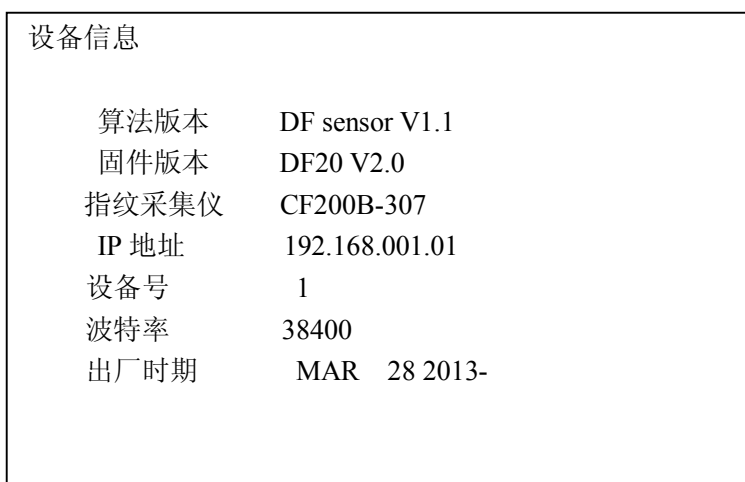 设备信息
算法版本 DF sensor V1.1
固件版本 DF20 V2.0
指纹采集仪 CF200B-307
IP 地址 192.168.001.01
设备号 1
波特率 38400
出厂时期 MAR 28 2013-